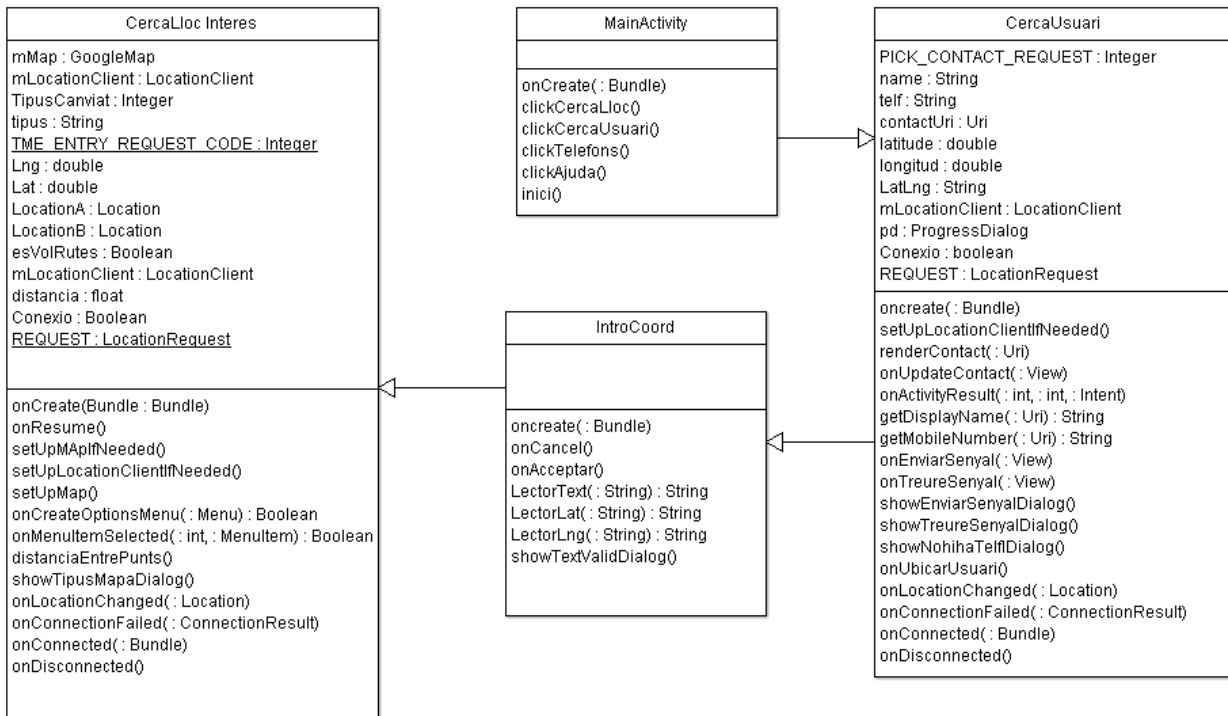 CercaLloc Interes
mMap : GoogleMap
mLocationClient : LocationClient
TipusCanviat : Integer
tipus : String
TME_ENTRY_REQUEST_CODE : Integer
Lng : double
Lat : double
LocationA : Location
LocationB : Location
esVolRutes : Boolean
mLocationClient : LocationClient
distancia : float
Conexio : Boolean
REQUEST : LocationRequest
onCreate(Bundle : Bundle)
onResume()
setUpMApIfNeeded()
setUpLocationClientIfNeeded()
setUpMap()
onCreateOptionsMenu( : Menu) : Boolean
onMenuItemSelected( : int, : MenuItem) : Boolean
distanciaEntrePunts()
showTipusMapaDialog()
onLocationChanged( : Location)
onConnectionFailed( : ConnectionResult)
onConnected( : Bundle)
onDisconnected()
MainActivity
onCreate( : Bundle)
clickCercaLloc()
clickCercaUsuari()
clickTelefons()
clickAjuda()
inici()
IntroCoord
oncreate( : Bundle)
onCancel()
onAcceptar()
LectorText( : String) : String
LectorLat( : String) : String
LectorLng( : String) : String
showTextValidDialog()
CercaUsuari
PICK_CONTACT_REQUEST : Integer
name : String
telf : String
contactUri : Uri
latitude : double
longitud : double
LatLng : String
mLocationClient : LocationClient
pd : ProgressDialog
Conexio : boolean
REQUEST : LocationRequest
oncreate( : Bundle)
setUpLocationClientIfNeeded()
renderContact( : Uri)
onUpdateContact( : View)
onActivityResult( : int, : int, : Intent)
getDisplayName( : Uri) : String
getMobileNumber( : Uri) : String
onEnviarSenyal( : View)
onTreureSenyal( : View)
showEnviarSenyalDialog()
showTreureSenyalDialog()
showNohihaTelflDialog()
onUbicarUsuari()
onLocationChanged( : Location)
onConnectionFailed( : ConnectionResult)
onConnected( : Bundle)
onDisconnected()